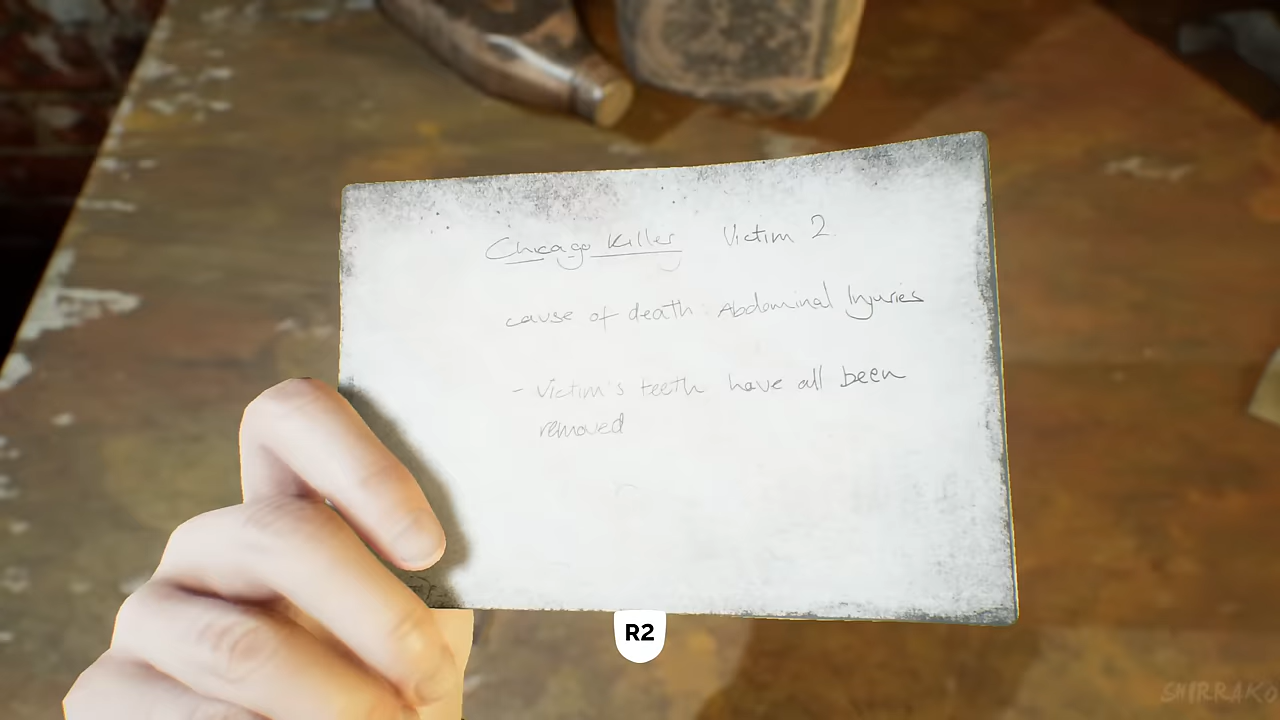 Chicago Killer Victim 2.
cause of death: Abdominal Injuries
- Victim's teeth have all been
removed
R2
SHIRRAKO